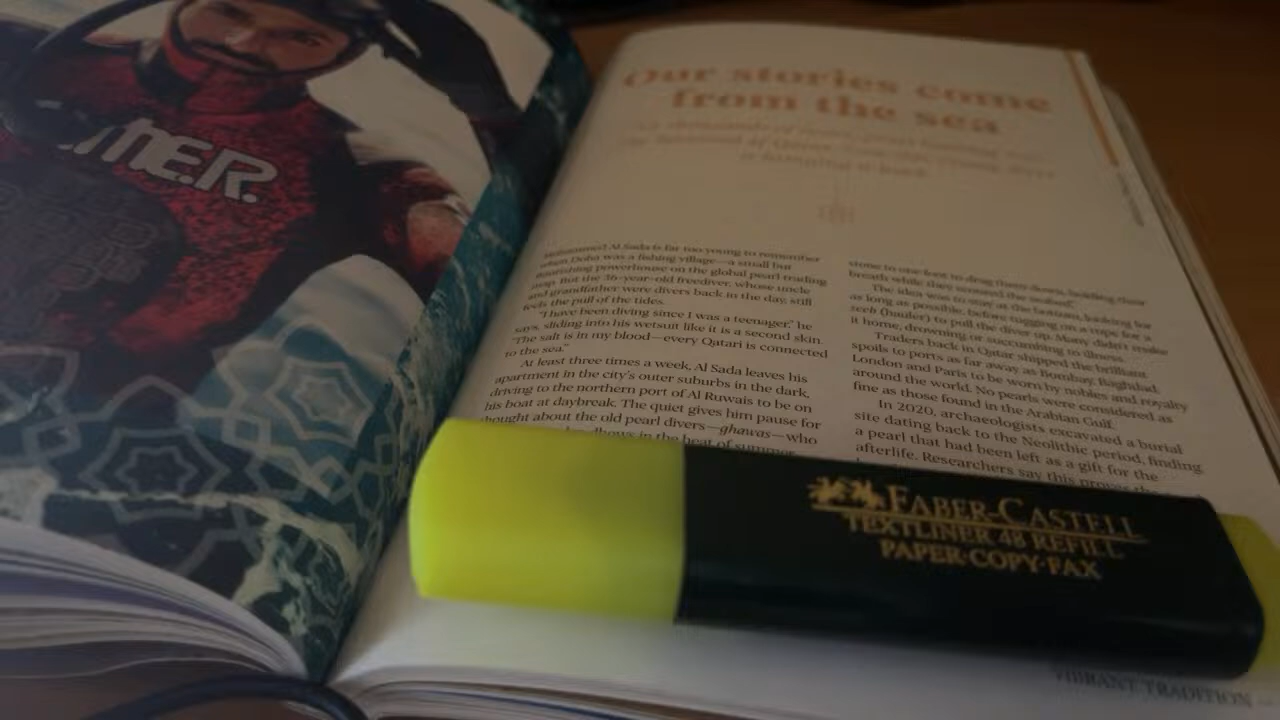 MER.
Our stories come
from the sea
Mohammed Al Sada is far too young to remember
when Doha was a fishing village—a small but
flourishing powerhouse on the global pearl-trading
map. But the 36-year-old freediver, whose uncle
and grandfather were divers back in the day, still
feels the pull of the tides.
"I have been diving since I was a teenager," he
says, sliding into his wetsuit like it is a second skin.
"The salt is in my blood—every Qatari is connected
to the sea."
At least three times a week, Al Sada leaves his
apartment in the city's outer suburbs in the dark,
driving to the northern port of Al Ruwais to be on
his boat at daybreak. The quiet gives him pause for
thought about the old pearl divers—ghawas—who
in the heat of summer
stone to one foot to drag them down, holding their
breath while they scoured the seabed.
The idea was to stay at the bottom, looking for
as long as possible, before tugging on a rope for a
seeb (hauler) to pull the diver up. Many didn't make
it home, drowning or succumbing to illness.
Traders back in Qatar shipped the brilliant
spoils to ports as far away as Bombay, Baghdad,
London and Paris to be worn by nobles and royalty
around the world. No pearls were considered as
fine as those found in the Arabian Gulf.
In 2020, archaeologists excavated a burial
site dating back to the Neolithic period, finding
a pearl that had been left as a gift for the
afterlife. Researchers say this proves the
FABER-CASTELL
TEXTLINER 48 REFILL
PAPER·COPY·FAX
VIBRANT TRADITION